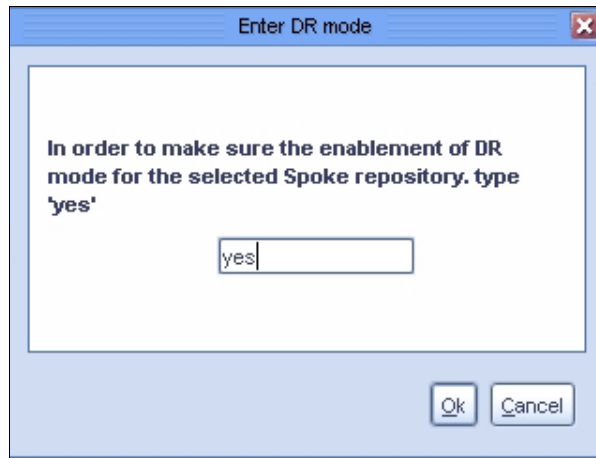 Enter DR mode
In order to make sure the enablement of DR
mode for the selected Spoke repository. type
'yes'
yes
Ok Cancel